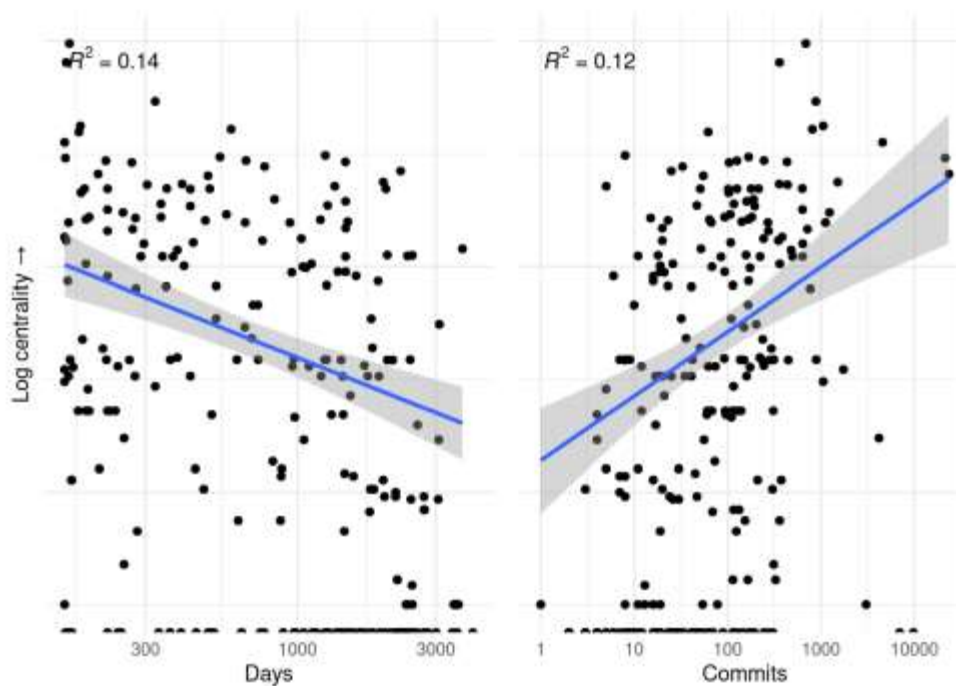 R² = 0.14
R² = 0.12
Log centrality →
300
1000
3000
1
10
100
1000
10000
Days
Commits